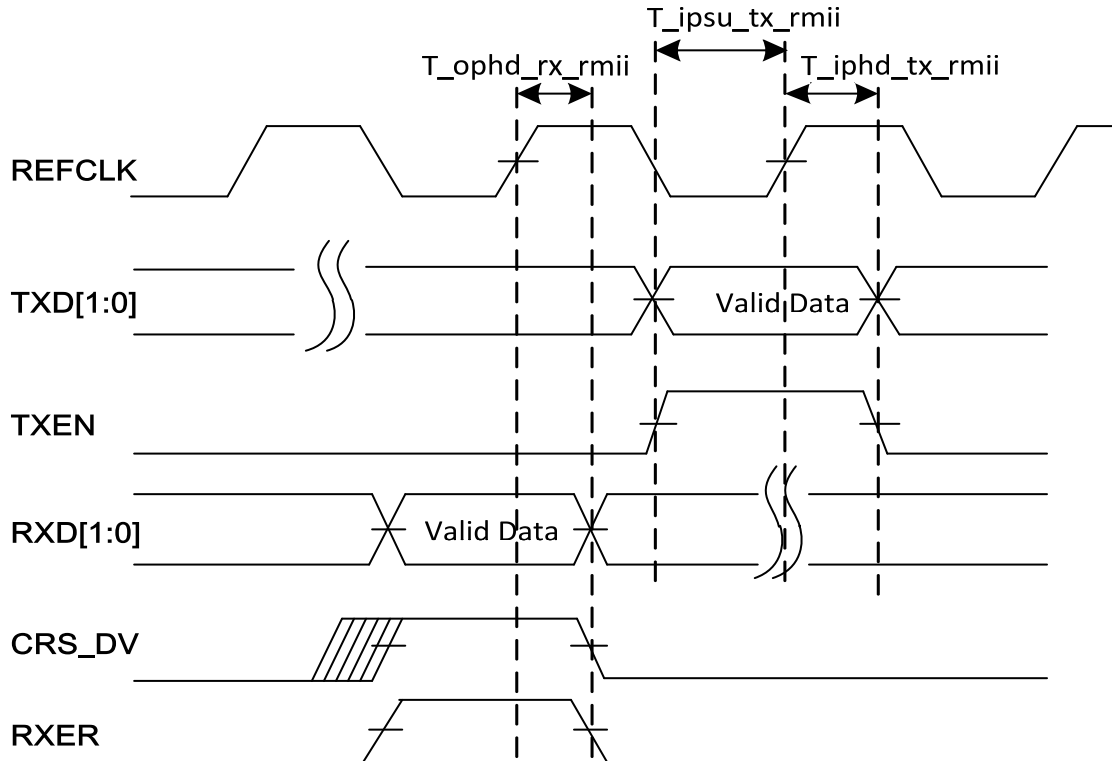 T_ipsu_tx_rmii
T_ophd_rx_rmii
T_iphd_tx_rmii
REFCLK
TXD[1:0]
Valid Data
TXEN
RXD[1:0]
Valid Data
CRS_DV
RXER